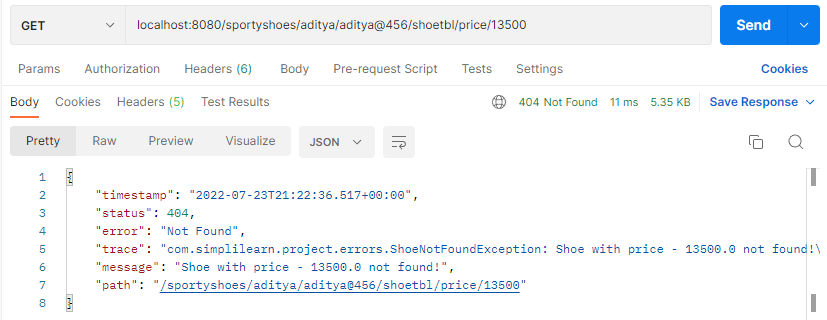 GET localhost:8080/sportyshoes/aditya/aditya@456/shoetbl/price/13500 Send
Params Authorization Headers (6) Body Pre-request Script Tests Settings Cookies
Body Cookies Headers (5) Test Results 404 Not Found 11 ms 5.35 KB Save Response
Pretty Raw Preview Visualize JSON
1 {
2 "timestamp": "2022-07-23T21:22:36.517+00:00",
3 "status": 404,
4 "error": "Not Found",
5 "trace": "com.simplilearn.project.errors.ShoeNotFoundException: Shoe with price - 13500.0 not found!\
6 "message": "Shoe with price - 13500.0 not found!",
7 "path": "/sportyshoes/aditya/aditya@456/shoetbl/price/13500"
8 }